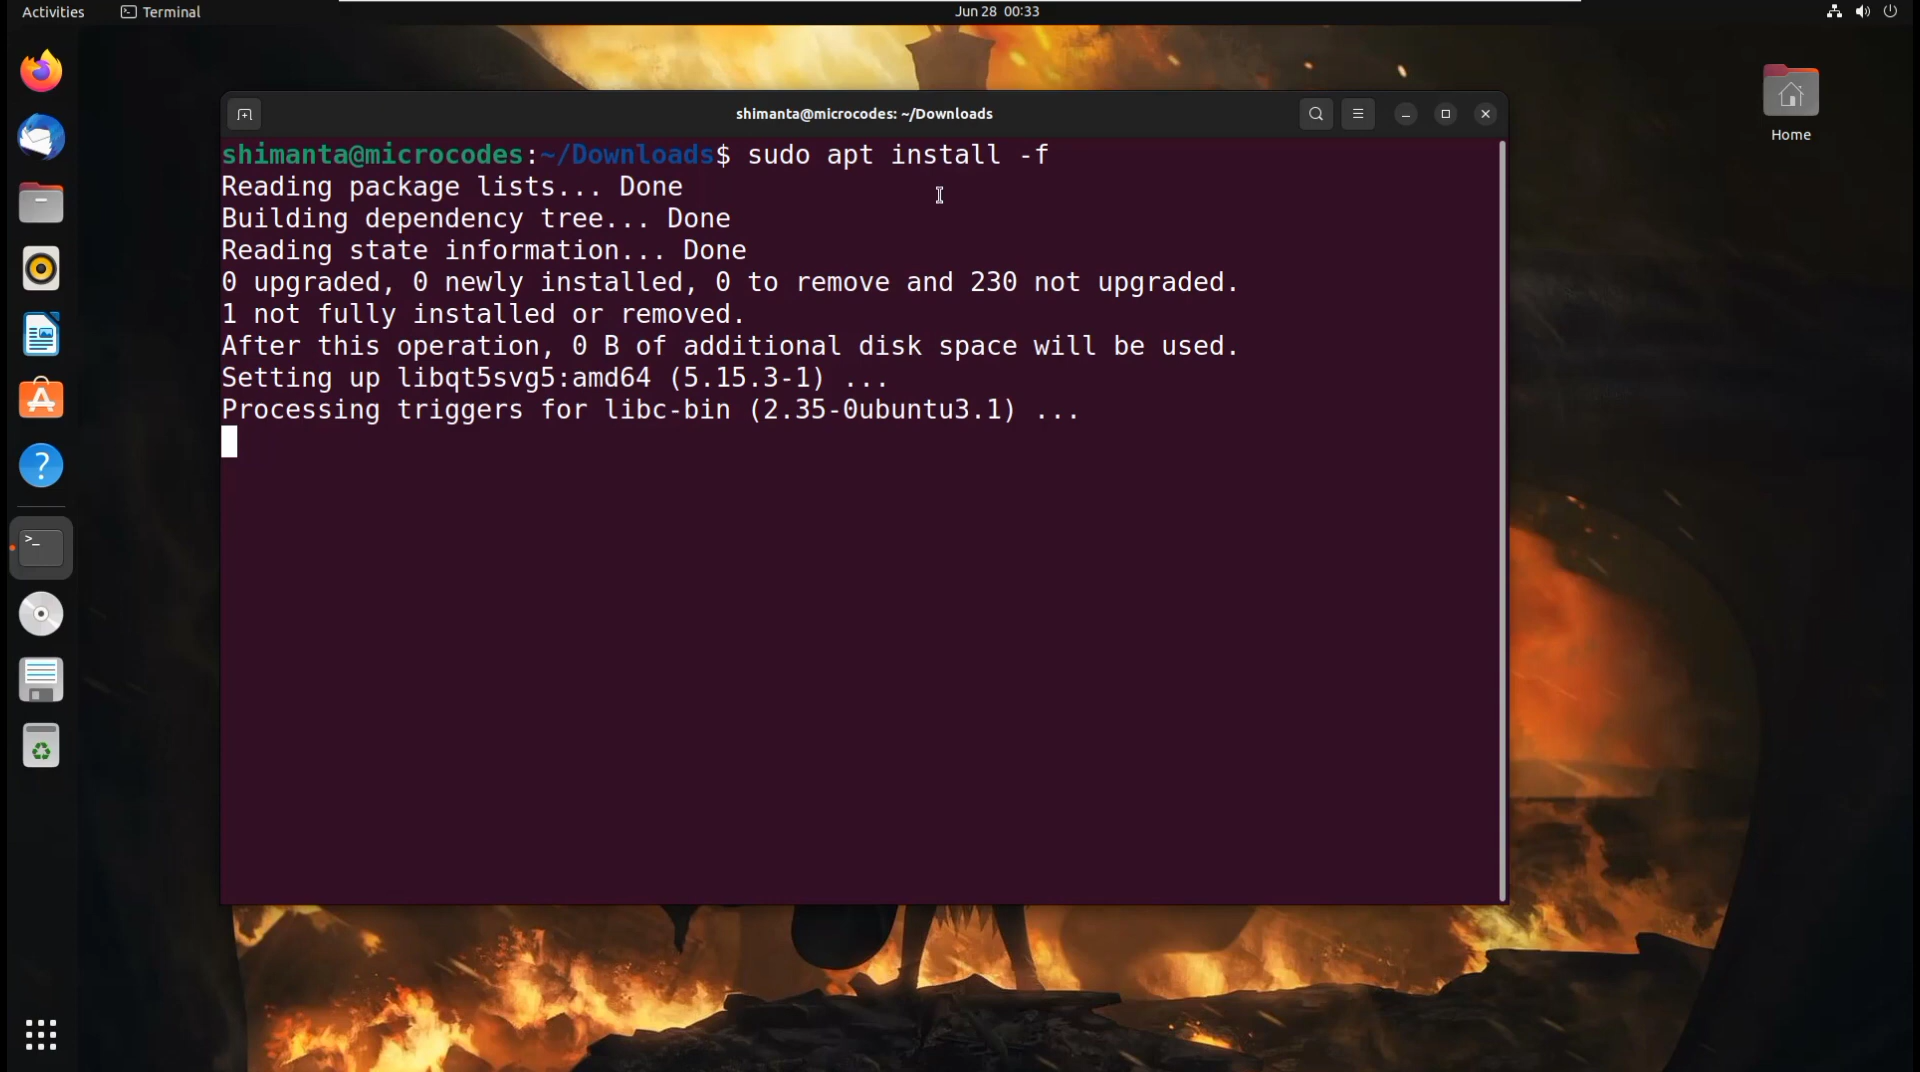 Activities Terminal Jun 28 00:33
Home
shimanta@microcodes: ~/Downloads
shimanta@microcodes:~/Downloads$ sudo apt install -f
Reading package lists... Done
Building dependency tree... Done
Reading state information... Done
0 upgraded, 0 newly installed, 0 to remove and 230 not upgraded.
1 not fully installed or removed.
After this operation, 0 B of additional disk space will be used.
Setting up libqt5svg5:amd64 (5.15.3-1) ...
Processing triggers for libc-bin (2.35-0ubuntu3.1) ...